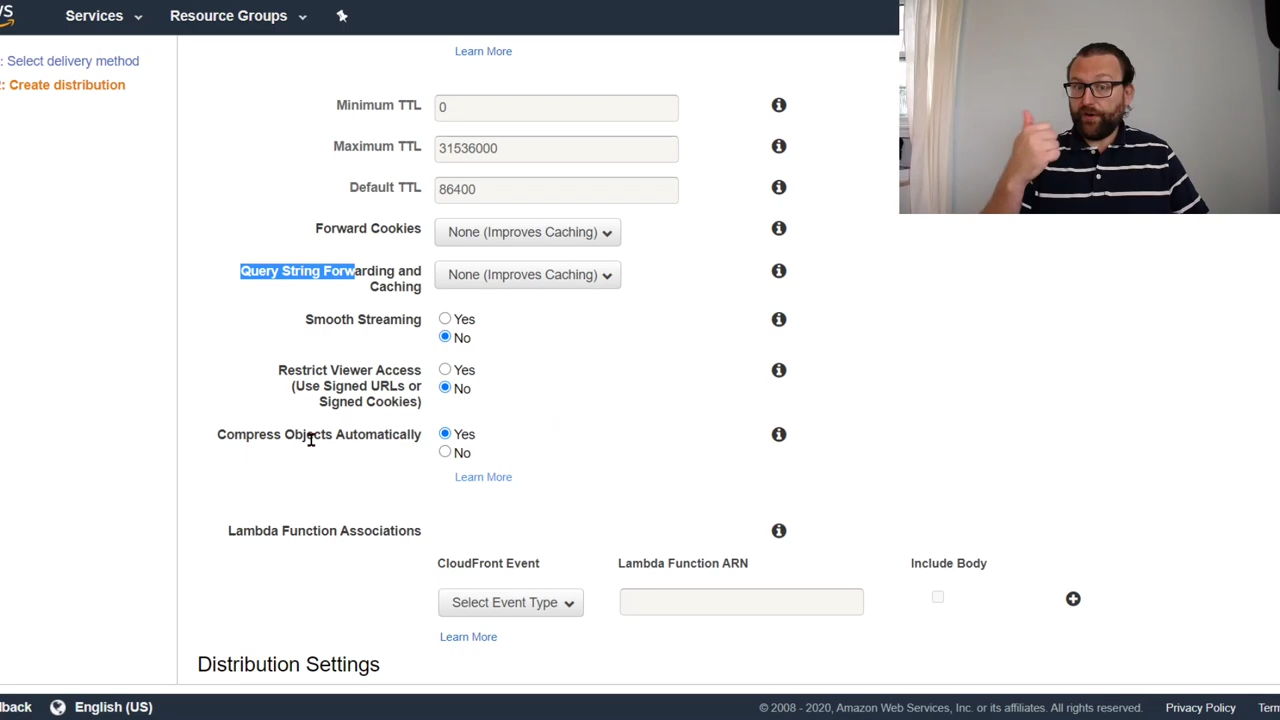 WS
Services
Resource Groups
: Select delivery method
: Create distribution
Learn More
Minimum TTL
0
Maximum TTL
31536000
Default TTL
86400
Forward Cookies
None (Improves Caching)
Query String Forwarding and
Caching
None (Improves Caching)
Smooth Streaming
Yes
No
Restrict Viewer Access
(Use Signed URLs or
Signed Cookies)
Yes
No
Compress Objects Automatically
Yes
No
Learn More
Lambda Function Associations
CloudFront Event
Lambda Function ARN
Include Body
Select Event Type
Learn More
Distribution Settings
dback
English (US)
© 2008 - 2020, Amazon Web Services, Inc. or its affiliates. All rights reserved.
Privacy Policy
Term